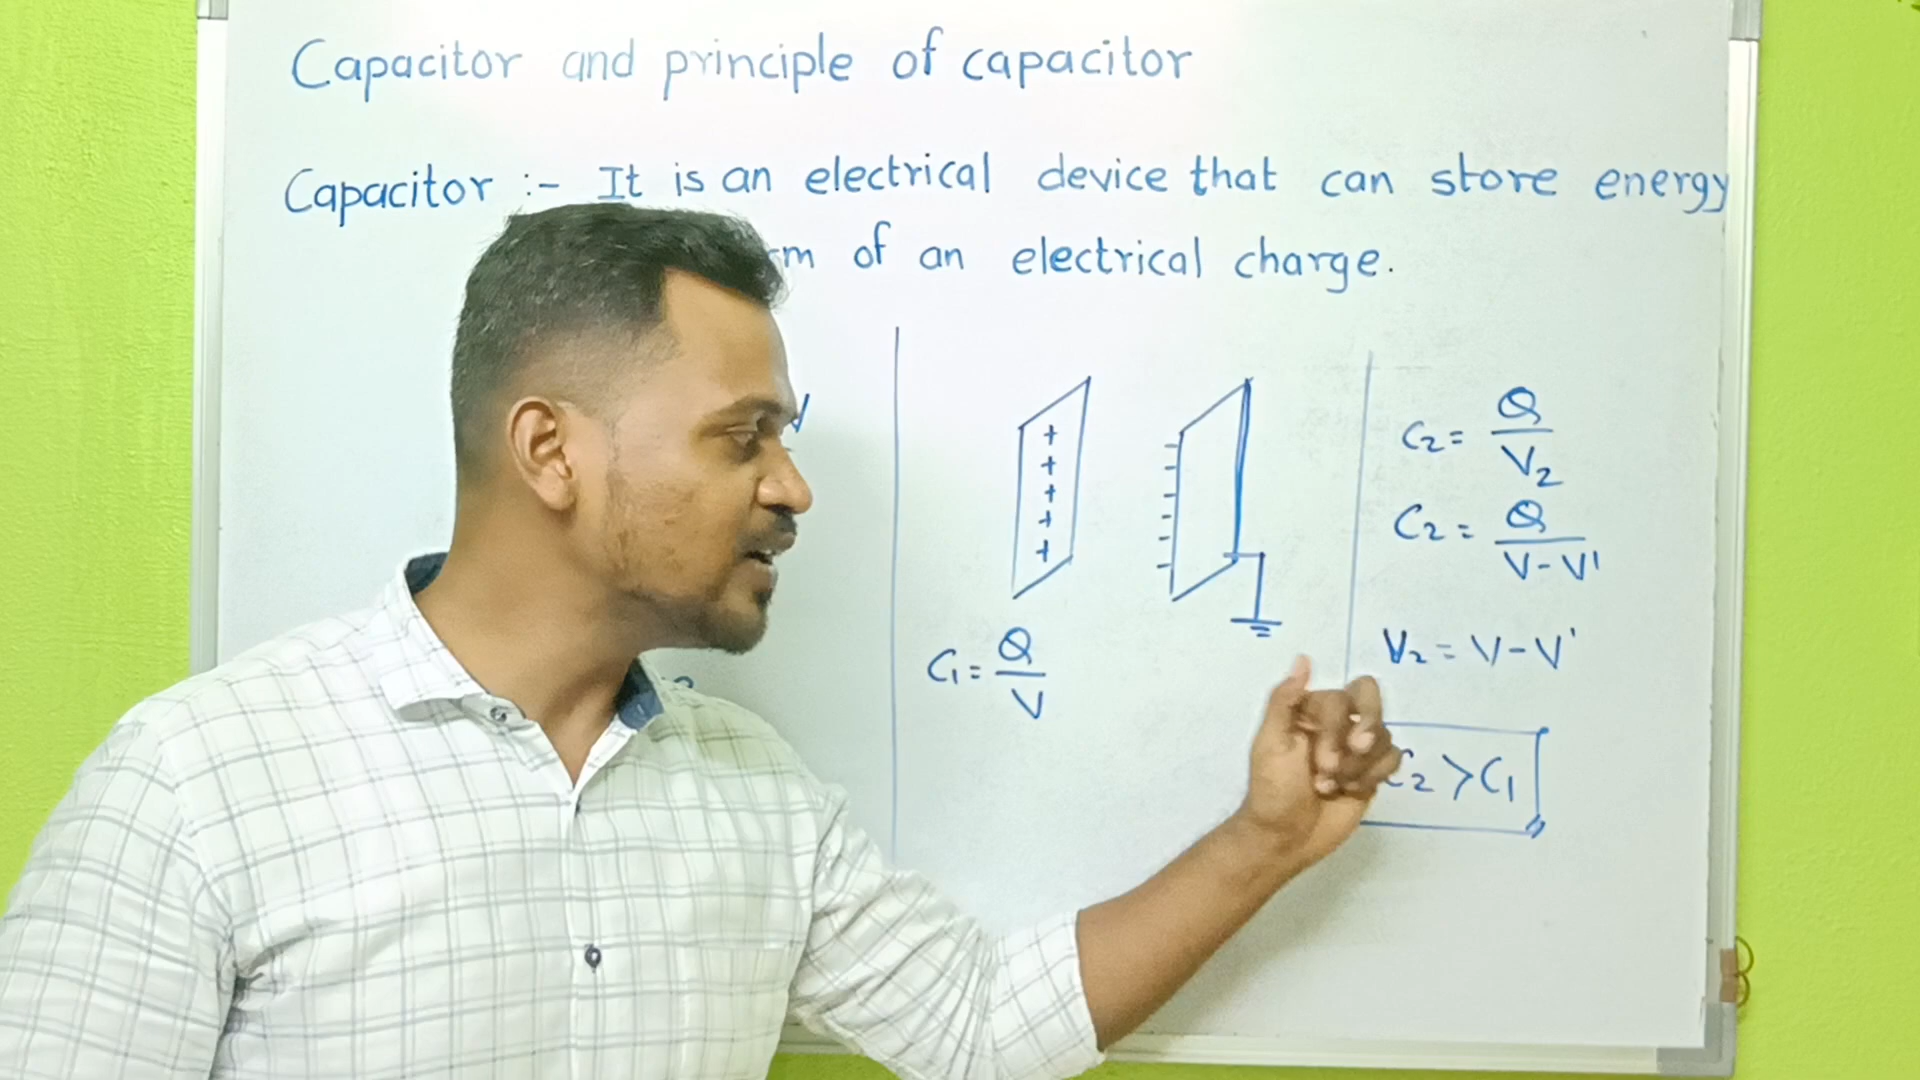 Capacitor and principle of capacitor
Capacitor :- It is an electrical device that can store energy
of an electrical charge.
+
+
+
+
+
C₁ = Q/V
C₂ = Q/V₂
C₂ = Q/V-V'
V₂ = V-V'
C₂ > C₁